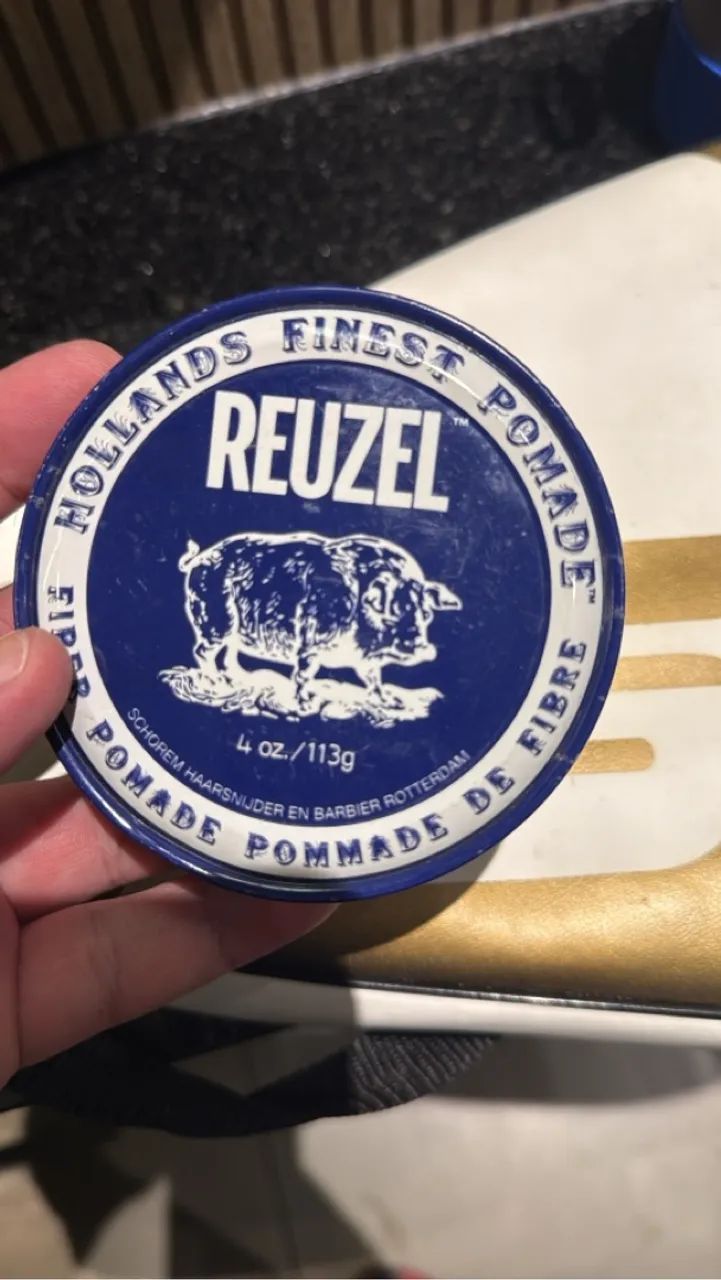 HOLLANDS FINEST POMADE™
REUZEL™
4 oz./113g
SCHOREM HAARSNIJDER EN BARBIER ROTTERDAM
FIBER POMADE POMMADE DE FIBRE